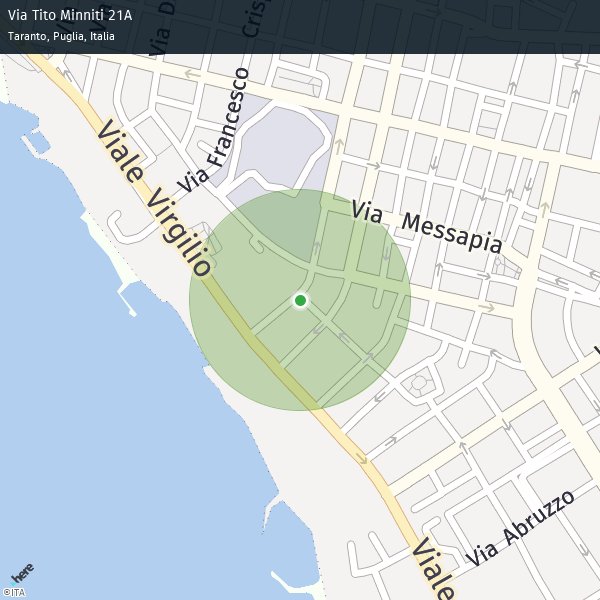 Via Tito Minniti 21A
Taranto, Puglia, Italia
Via D
Cris
Via Francesco
Viale Virgilio
Via Messapia
Via Abruzzo
Viale
here
©ITA